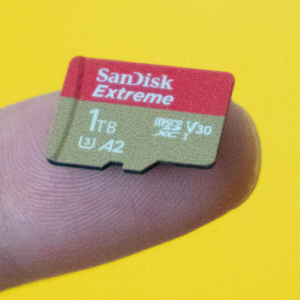 SanDisk
Extreme
1TB
micro SD XC I V30
U3 A2